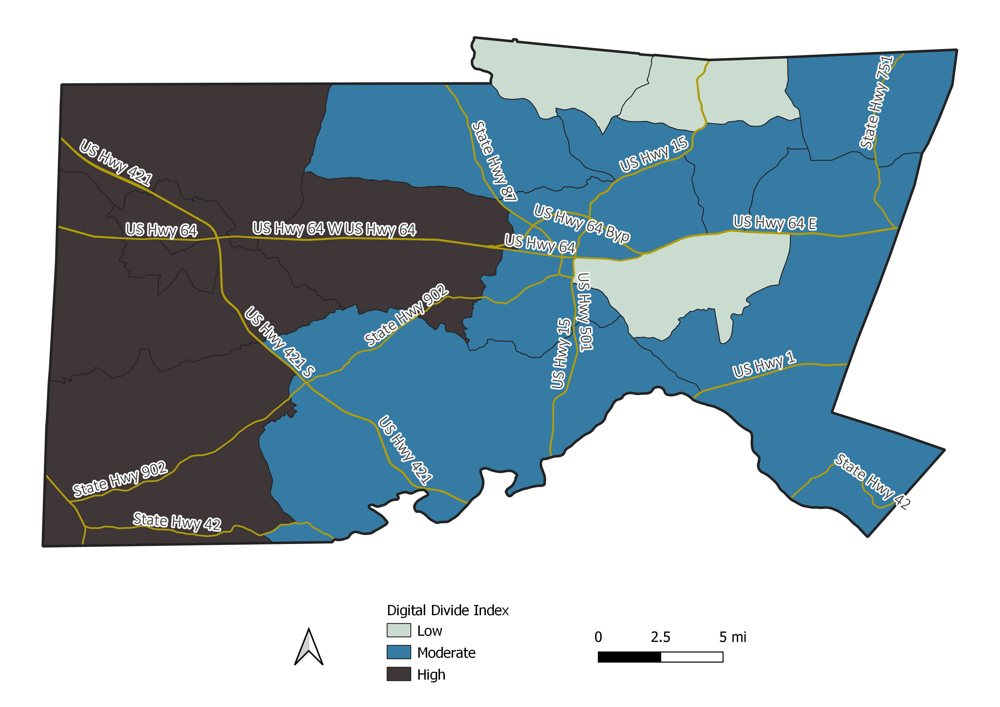 State Hwy 751
US Hwy 421
State Hwy 87
US Hwy 15
US Hwy 64
US Hwy 64 W
US Hwy 64
US Hwy 64 Byp
US Hwy 64 E
US Hwy 64
US Hwy 501
State Hwy 902
US Hwy 421 S
US Hwy 15
US Hwy 1
US Hwy 421
State Hwy 902
State Hwy 42
State Hwy 42
Digital Divide Index
Low
Moderate
High
0 2.5 5 mi